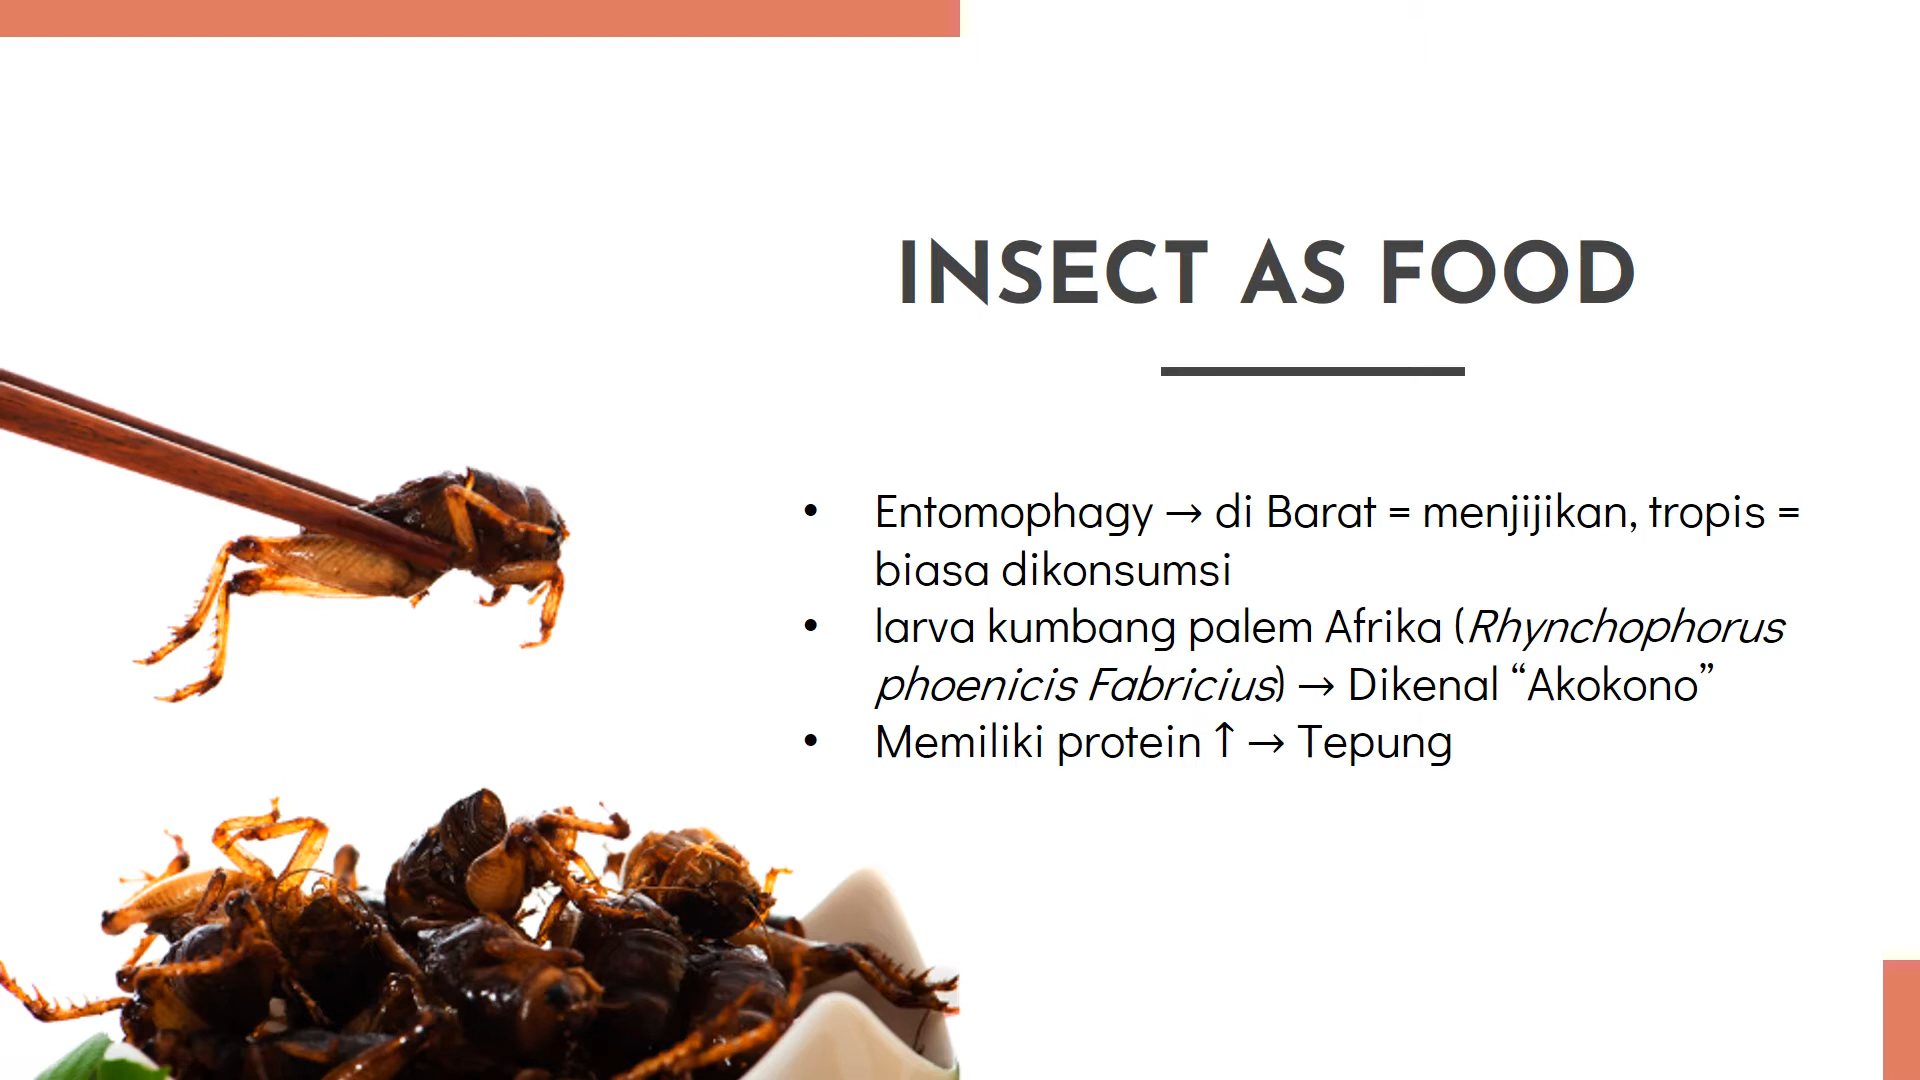 INSECT AS FOOD
• Entomophagy → di Barat = menjijikan, tropis =
biasa dikonsumsi
• larva kumbang palem Afrika (Rhynchophorus
phoenicis Fabricius) → Dikenal “Akokono”
• Memiliki protein ↑ → Tepung